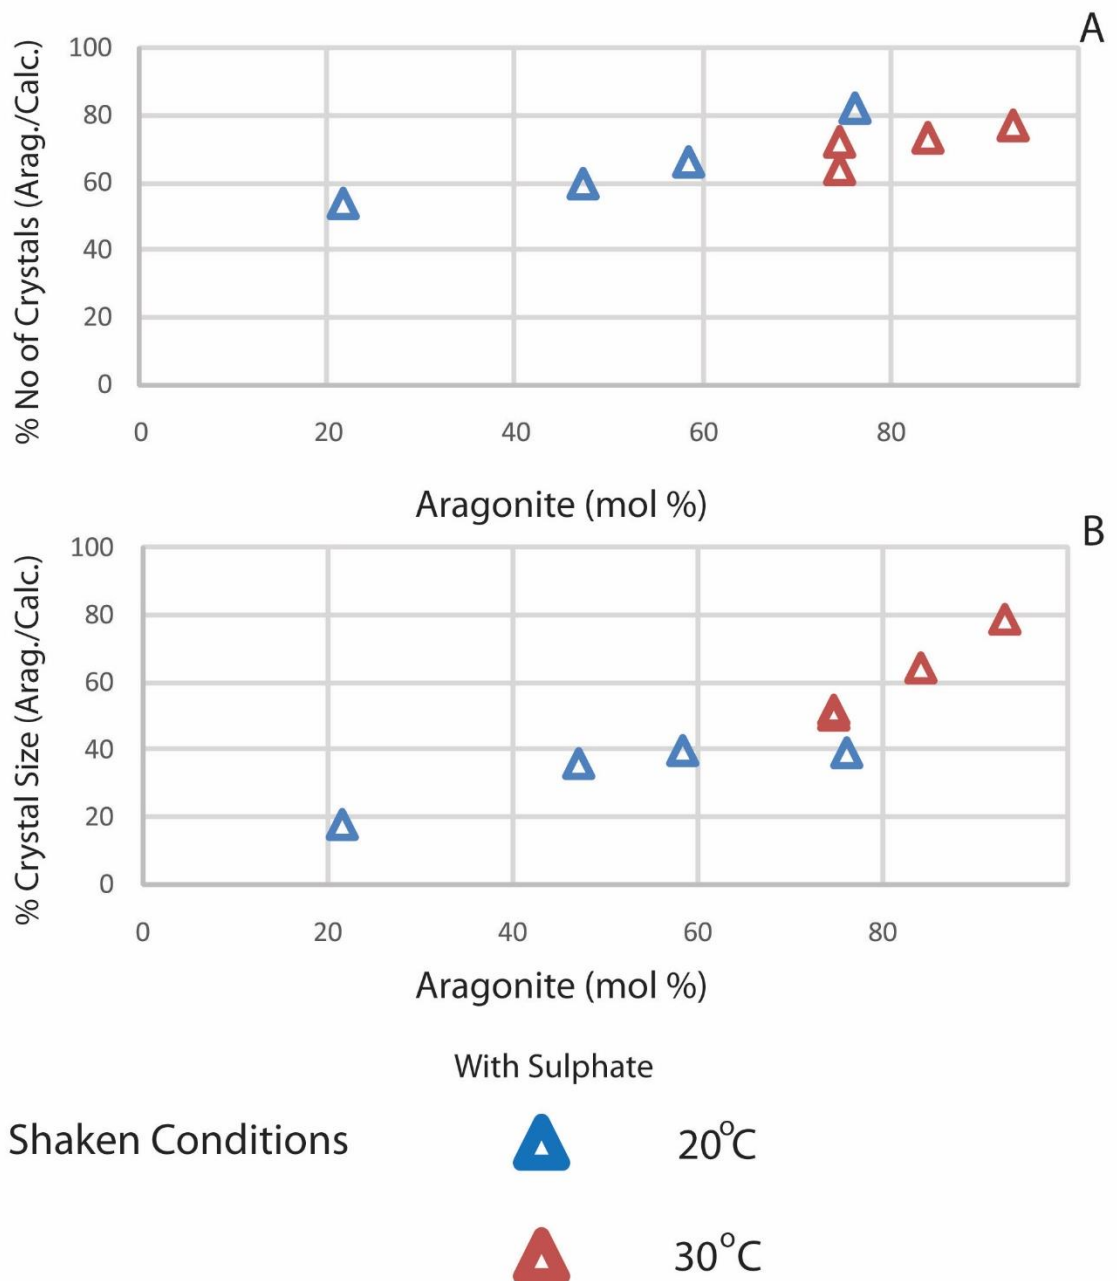 A
% No of Crystals (Arag./Calc.)
100
80
60
40
20
0
0 20 40 60 80
Aragonite (mol %)
B
% Crystal Size (Arag./Calc.)
100
80
60
40
20
0
0 20 40 60 80
Aragonite (mol %)
With Sulphate
Shaken Conditions 20°C
30°C